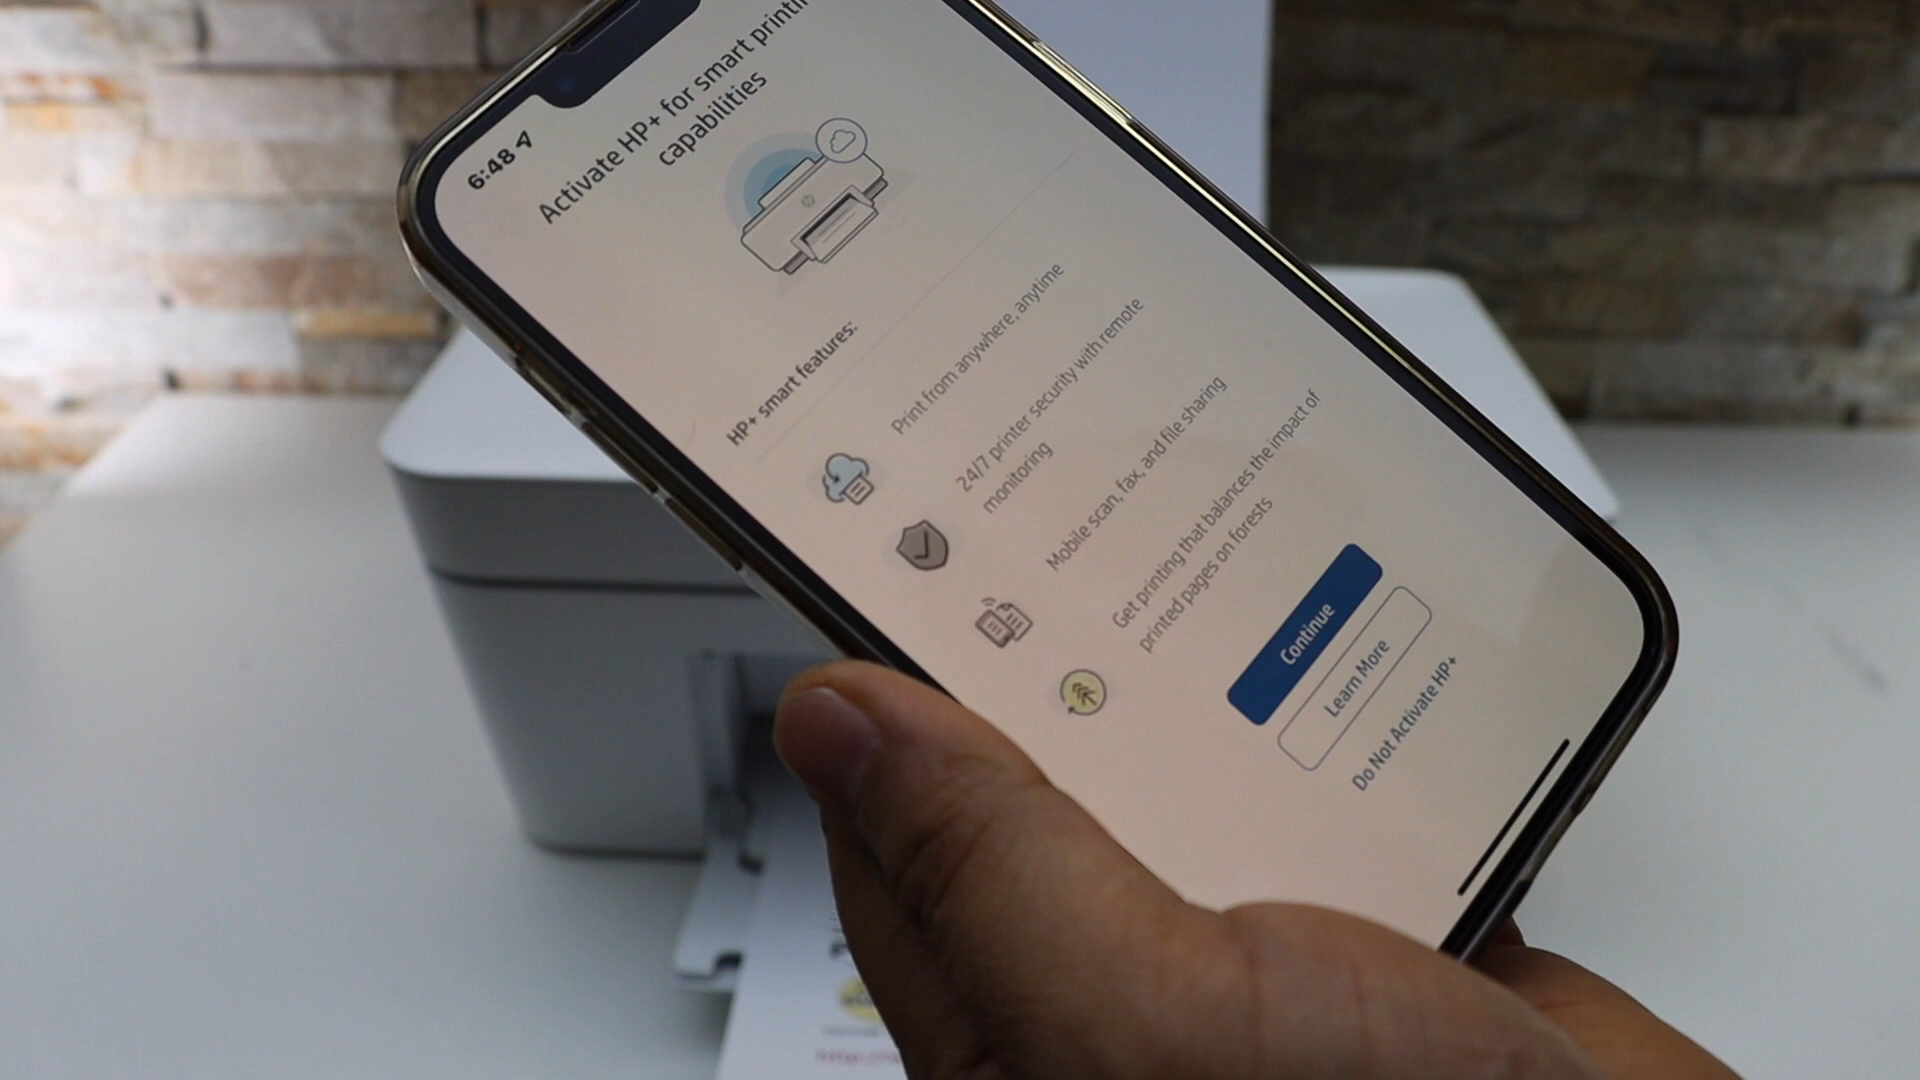 6:48
Activate HP+ for smart
capabilities
HP+ smart features:
Print from anywhere, anytime
24/7 printer security with remote
monitoring
Mobile scan, fax, and file sharing
Get printing that balances the impact of
printed pages on forests
Continue
Learn More
Do Not Activate HP+